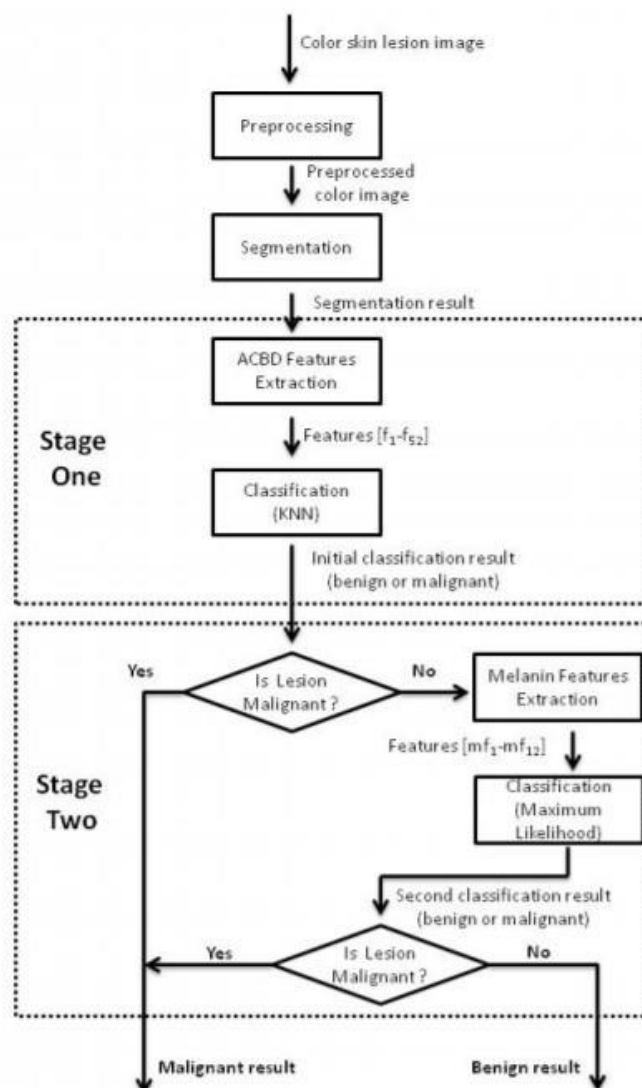 Color skin lesion image
Preprocessing
Preprocessed
color image
Segmentation
Segmentation result
Stage
One
ACBD Features
Extraction
Features [f₁-f₅₂]
Classification
(KNN)
Initial classification result
(benign or malignant)
Stage
Two
Yes
Is Lesion
Malignant ?
No
Melanin Features
Extraction
Features [mf₁-mf₁₂]
Classification
(Maximum
Likelihood)
Second classification result
(benign or malignant)
Yes
Is Lesion
Malignant ?
No
Malignant result
Benign result